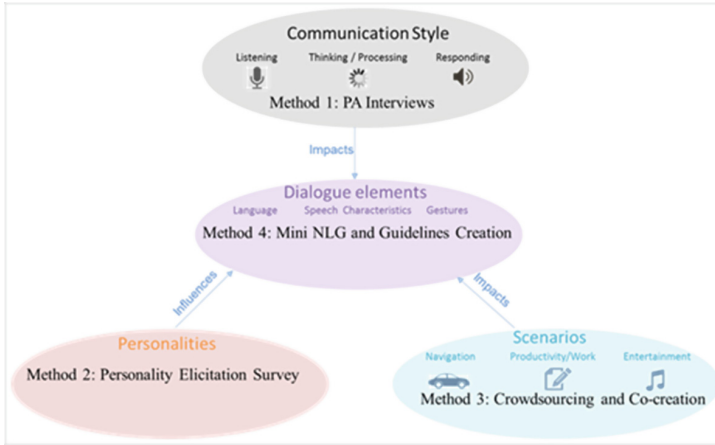 Communication Style
Listening Thinking / Processing Responding
Method 1: PA Interviews
Impacts
Dialogue elements
Language Speech Characteristics Gestures
Method 4: Mini NLG and Guidelines Creation
Influences
Impacts
Personalities
Method 2: Personality Elicitation Survey
Scenarios
Navigation Productivity/Work Entertainment
Method 3: Crowdsourcing and Co-creation